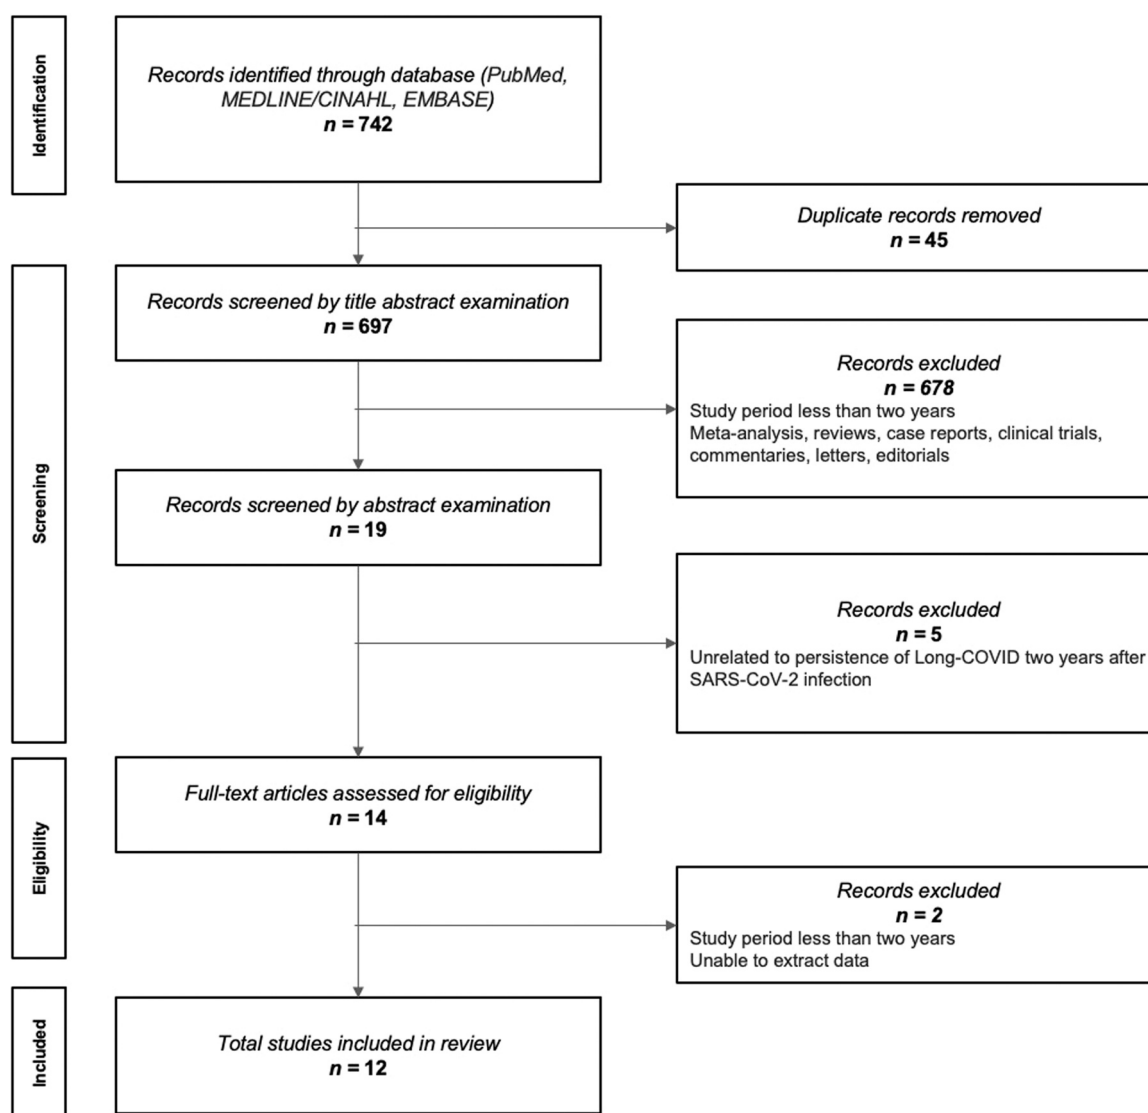 Identification
Records identified through database (PubMed,
MEDLINE/CINAHL, EMBASE)
n = 742
Duplicate records removed
n = 45
Screening
Records screened by title abstract examination
n = 697
Records excluded
n = 678
Study period less than two years
Meta-analysis, reviews, case reports, clinical trials,
commentaries, letters, editorials
Records screened by abstract examination
n = 19
Records excluded
n = 5
Unrelated to persistence of Long-COVID two years after
SARS-CoV-2 infection
Eligibility
Full-text articles assessed for eligibility
n = 14
Records excluded
n = 2
Study period less than two years
Unable to extract data
Included
Total studies included in review
n = 12